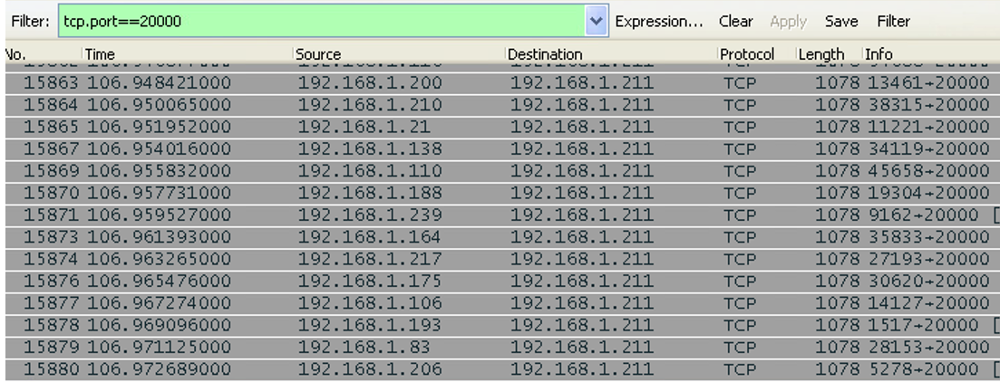 Filter: tcp.port==20000 Expression... Clear Apply Save Filter
No. Time Source Destination Protocol Length Info
15863 106.948421000 192.168.1.200 192.168.1.211 TCP 1078 13461→20000
15864 106.950065000 192.168.1.210 192.168.1.211 TCP 1078 38315→20000
15865 106.951952000 192.168.1.21 192.168.1.211 TCP 1078 11221→20000
15867 106.954016000 192.168.1.138 192.168.1.211 TCP 1078 34119→20000
15869 106.955832000 192.168.1.110 192.168.1.211 TCP 1078 45658→20000
15870 106.957731000 192.168.1.188 192.168.1.211 TCP 1078 19304→20000
15871 106.959527000 192.168.1.239 192.168.1.211 TCP 1078 9162→20000 [
15873 106.961393000 192.168.1.164 192.168.1.211 TCP 1078 35833→20000
15874 106.963265000 192.168.1.217 192.168.1.211 TCP 1078 27193→20000
15876 106.965476000 192.168.1.175 192.168.1.211 TCP 1078 30620→20000
15877 106.967274000 192.168.1.106 192.168.1.211 TCP 1078 14127→20000
15878 106.969096000 192.168.1.193 192.168.1.211 TCP 1078 1517→20000 [
15879 106.971125000 192.168.1.83 192.168.1.211 TCP 1078 28153→20000
15880 106.972689000 192.168.1.206 192.168.1.211 TCP 1078 5278→20000 [